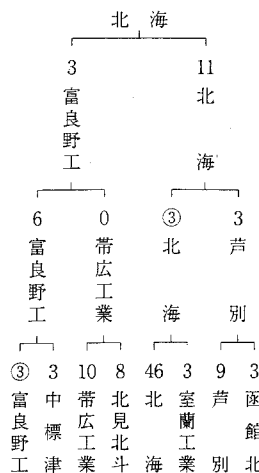 北海
3 11
富良野工 北海
6 0 ③ 3
富良野工 帯広工業 北海 芦別
③ 3 10 8 46 3 9 3
富良野工 中標津 帯広工業 北見北斗 北海 室蘭工業 芦別 函館北